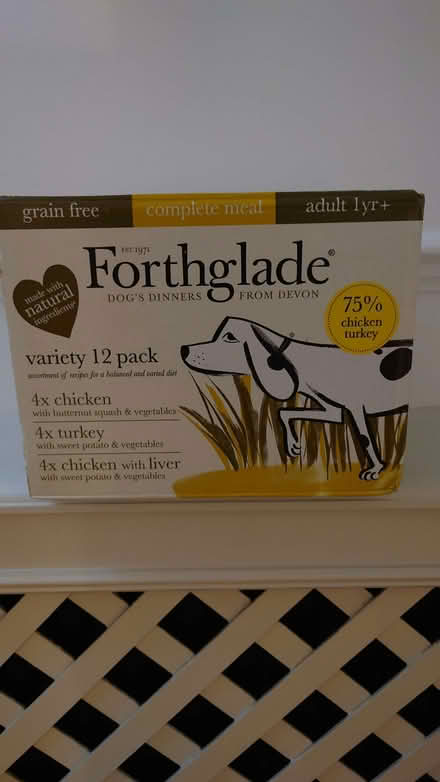 grain free
complete meal
adult 1yr+
EST 1971
Forthglade®
DOG'S DINNERS FROM DEVON
made with
natural
ingredients*
75%
chicken
turkey
variety 12 pack
assortment of recipes for a balanced and varied diet
4x chicken
with butternut squash & vegetables
4x turkey
with sweet potato & vegetables
4x chicken with liver
with sweet potato & vegetables